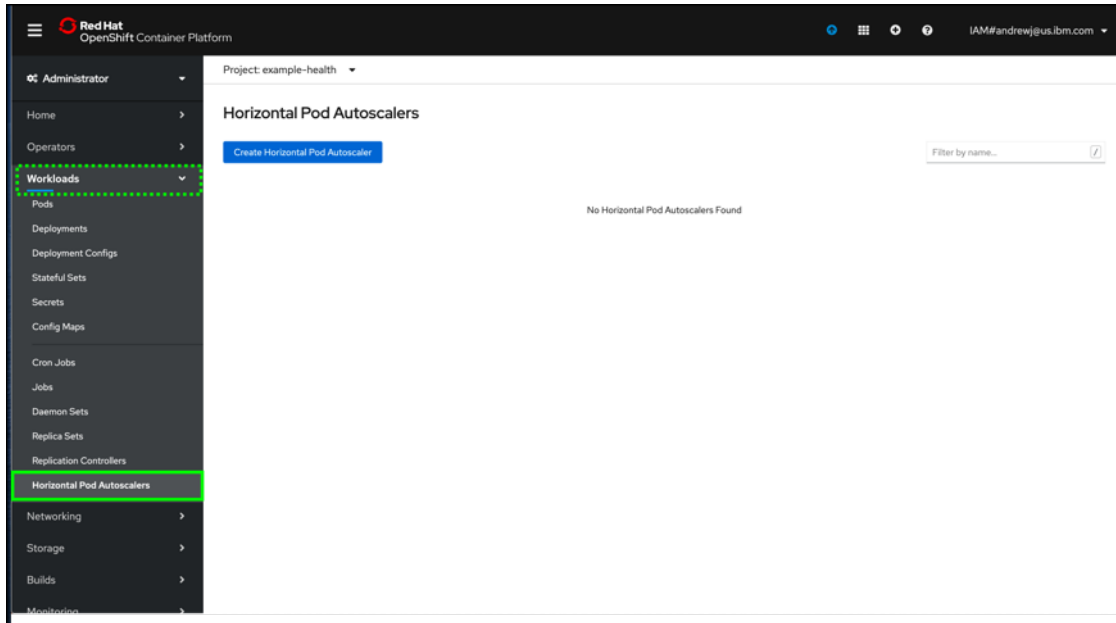 Red Hat
OpenShift Container Platform
IAM#andrewj@us.ibm.com
Administrator
Project: example-health
Home
Operators
Workloads
Pods
Deployments
Deployment Configs
Stateful Sets
Secrets
Config Maps
Cron Jobs
Jobs
Daemon Sets
Replica Sets
Replication Controllers
Horizontal Pod Autoscalers
Networking
Storage
Builds
Monitoring
Horizontal Pod Autoscalers
Create Horizontal Pod Autoscaler
Filter by name...
/
No Horizontal Pod Autoscalers Found